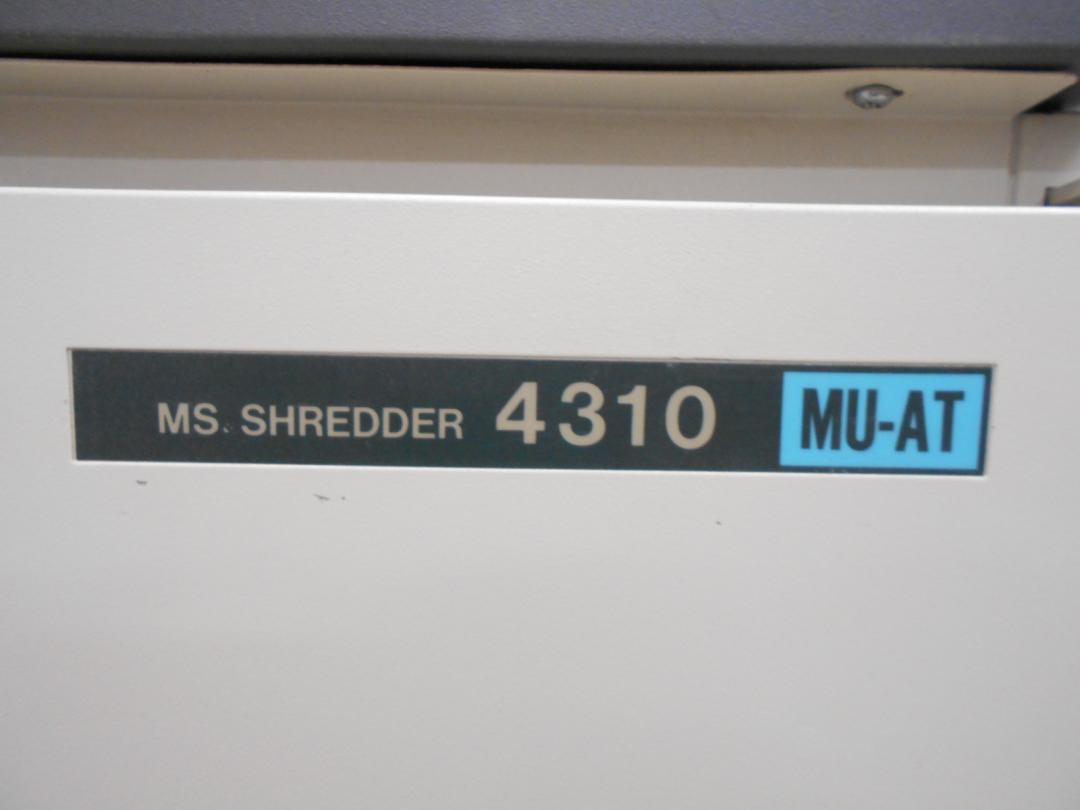 MS. SHREDDER 4310 MU-AT